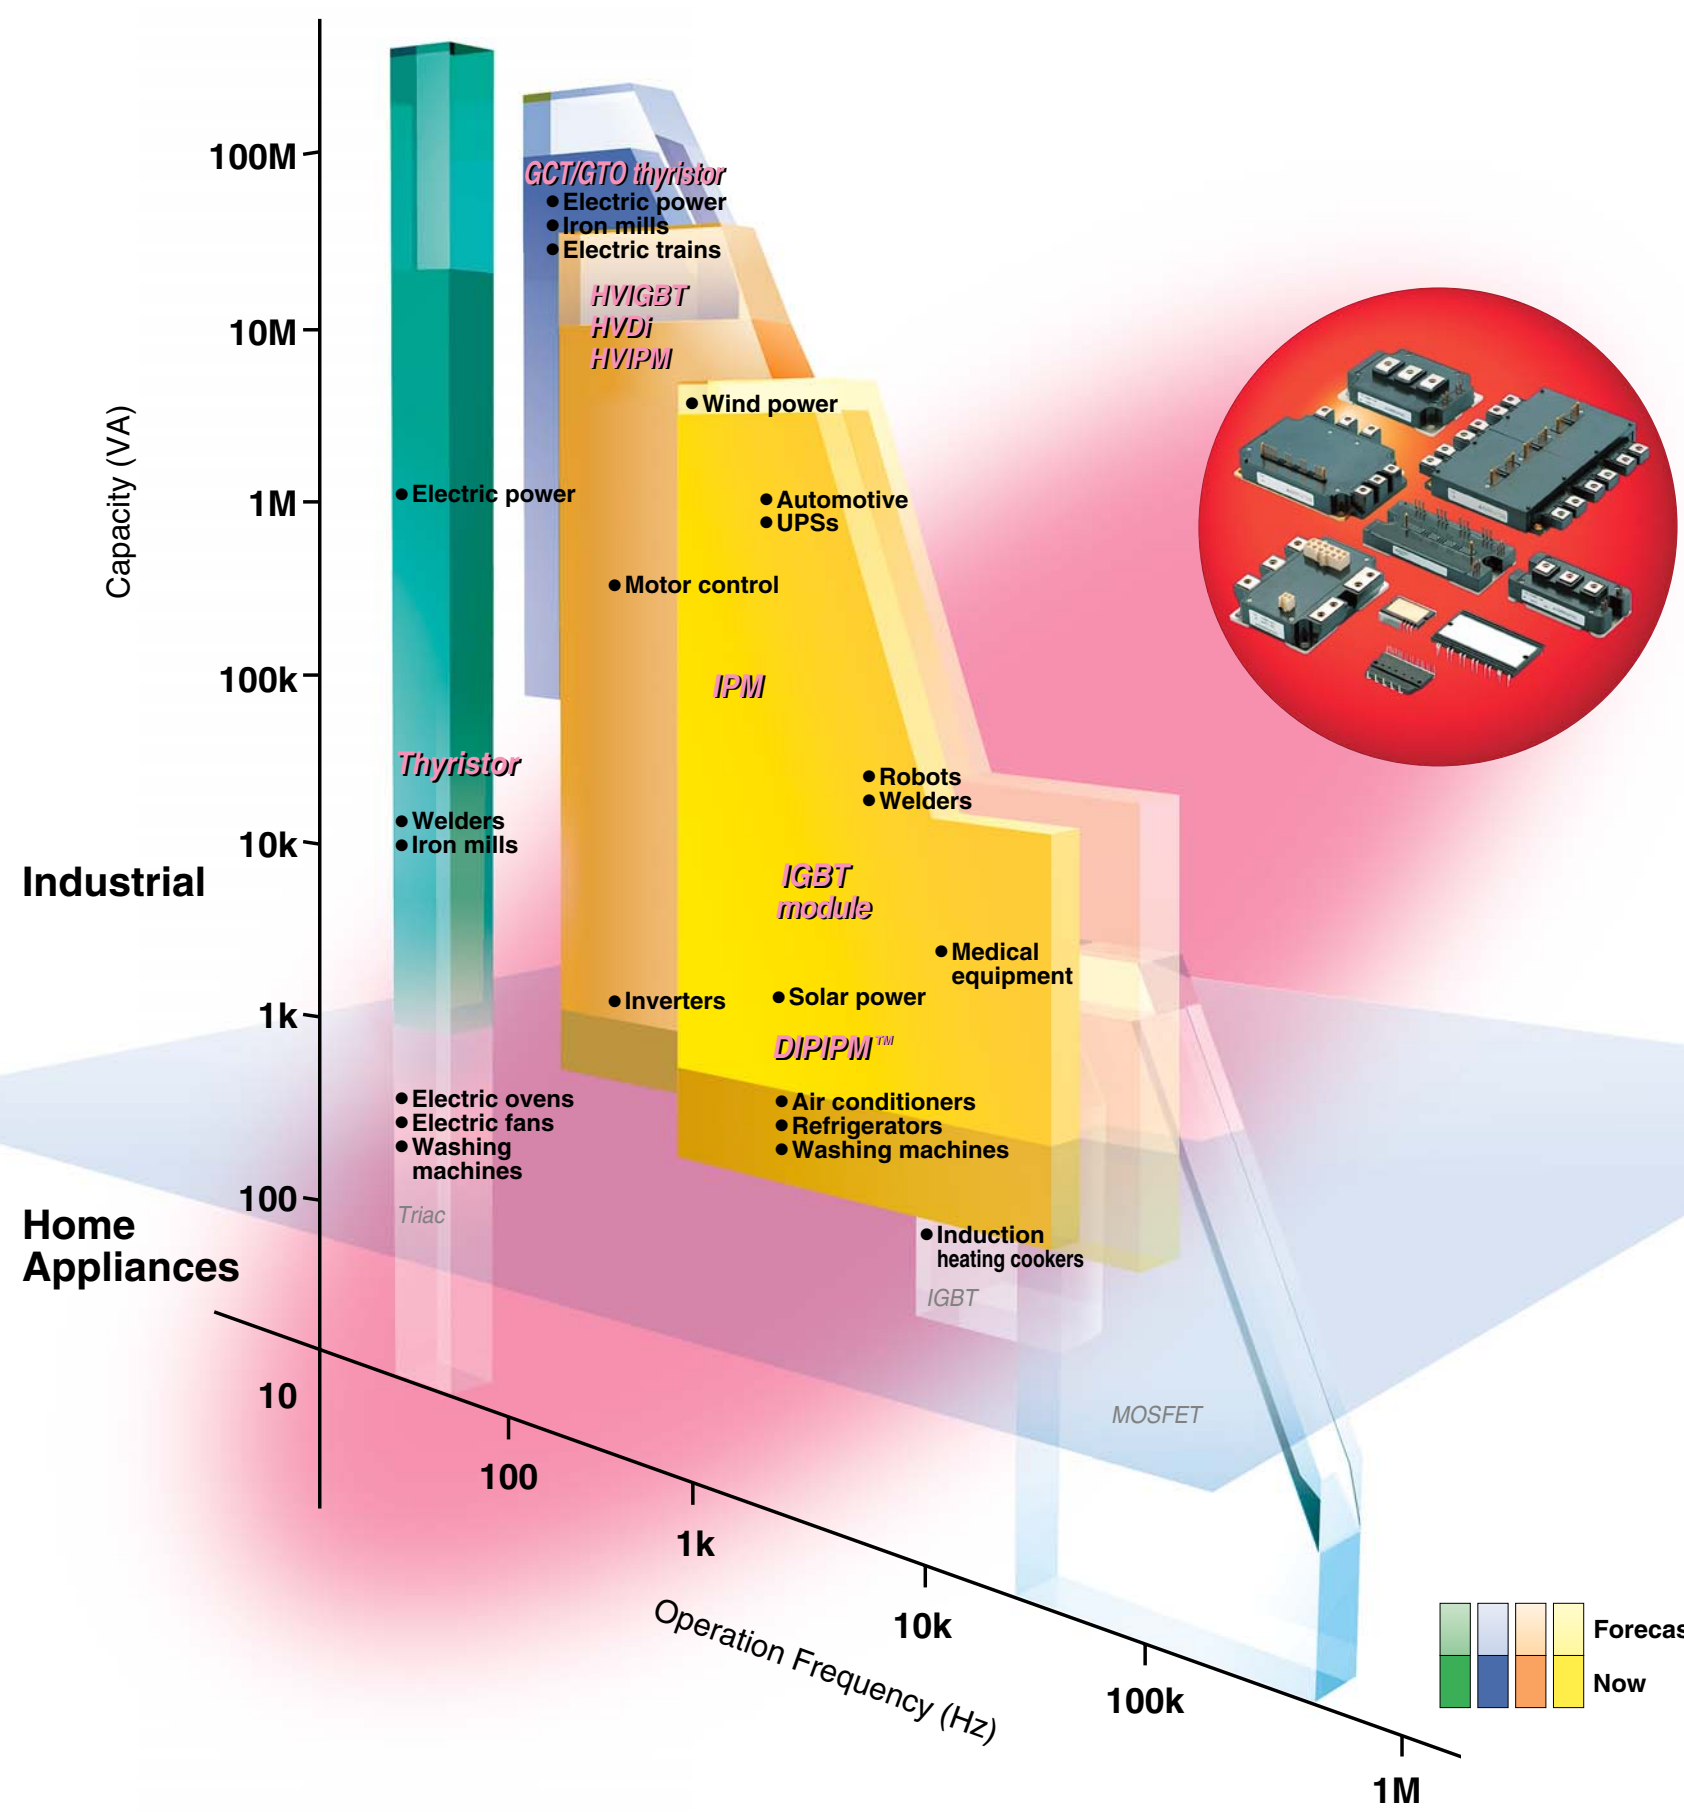 100M
10M
1M
100k
10k
1k
100
10
Capacity (VA)
Industrial
Home
Appliances
GCT/GTO thyristor
● Electric power
● Iron mills
● Electric trains
HVIGBT
HVDi
HVIPM
● Wind power
● Electric power
● Automotive
● UPSs
● Motor control
IPM
Thyristor
● Robots
● Welders
● Welders
● Iron mills
IGBT
module
● Medical
equipment
● Inverters
● Solar power
DIPIPM™
● Electric ovens
● Electric fans
● Washing
machines
Triac
● Air conditioners
● Refrigerators
● Washing machines
● Induction
heating cookers
IGBT
MOSFET
100
1k
10k
100k
1M
Operation Frequency (Hz)
Forecas
Now